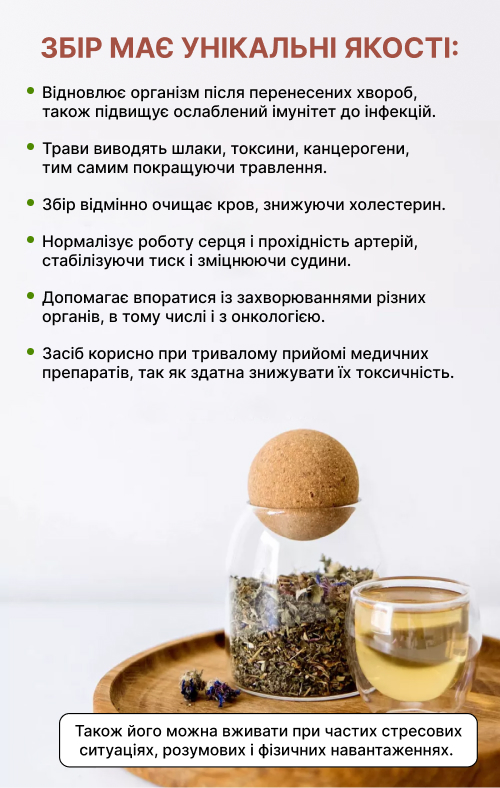 ЗБІР МАЄ УНІКАЛЬНІ ЯКОСТІ:
Відновлює організм після перенесених хвороб,
також підвищує ослаблений імунітет до інфекцій.
Трави виводять шлаки, токсини, канцерогени,
тим самим покращуючи травлення.
Збір відмінно очищає кров, знижуючи холестерин.
Нормалізує роботу серця і прохідність артерій,
стабілізуючи тиск і зміцнюючи судини.
Допомагає впоратися із захворюваннями різних
органів, в тому числі і з онкологією.
Засіб корисно при тривалому прийомі медичних
препаратів, так як здатна знижувати їх токсичність.
Також його можна вживати при частих стресових
ситуаціях, розумових і фізичних навантаженнях.